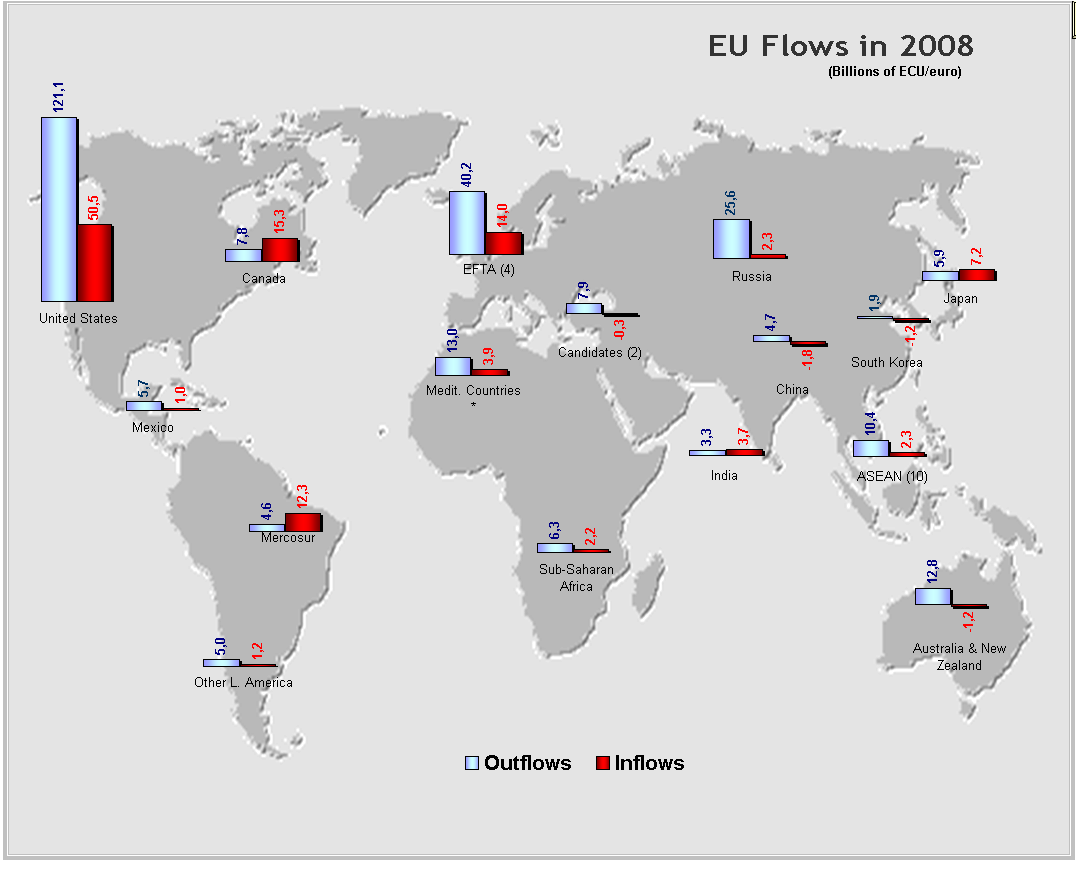 EU Flows in 2008
(Billions of ECU/euro)
121,1
50,5
United States
7,8
15,3
Canada
40,2
14,0
EFTA (4)
25,6
2,3
Russia
5,9
7,2
Japan
7,9
-0,3
Candidates (2)
1,9
-1,2
South Korea
4,7
-1,8
China
13,0
3,9
Medit. Countries
*
5,7
1,0
Mexico
3,3
3,7
India
10,4
2,3
ASEAN (10)
4,6
12,3
Mercosur
6,3
2,2
Sub-Saharan
Africa
12,8
-1,2
Australia & New
Zealand
5,0
1,2
Other L. America
Outflows
Inflows